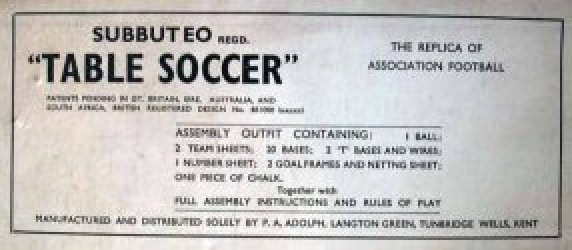 SUBBUTEO REGD.
"TABLE SOCCER"
THE REPLICA OF
ASSOCIATION FOOTBALL
PATENTS PENDING IN GT. BRITAIN, EIRE, AUSTRALIA, AND
SOUTH AFRICA, BRITISH REGISTERED DESIGN No.
ASSEMBLY OUTFIT CONTAINING: 1 BALL;
2 TEAM SHEETS; 20 BASES; 2 'T' BASES AND WIRES;
1 NUMBER SHEET; 2 GOAL FRAMES AND NETTNG SHEET;
ONE PIECE OF CHALK.
Together with
FULL ASSEMBLY INSTRUCTIONS AND RULES OF PLAY
MANUFACTURED AND DISTRIBUTED SOLELY BY P. A. ADOLPH, LANGTON GREEN, TUNBRIDGE WELLS, KENT